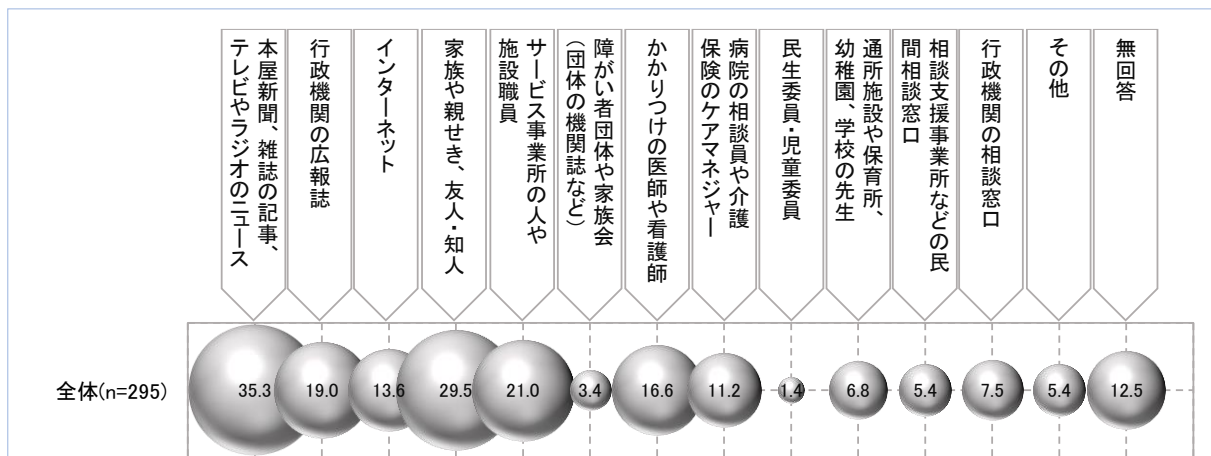 本屋新聞、雑誌の記事、
テレビやラジオのニュース
行政機関の広報誌
インターネット
家族や親せき、友人・知人
サービス事業所の人や
施設職員
障がい者団体や家族会
（団体の機関誌など）
かかりつけの医師や看護師
病院の相談員や介護
保険のケアマネジャー
民生委員・児童委員
通所施設や保育所、
幼稚園、学校の先生
相談支援事業所などの民
間相談窓口
行政機関の相談窓口
その他
無回答
全体(n=295)
35.3
19.0
13.6
29.5
21.0
3.4
16.6
11.2
1.4
6.8
5.4
7.5
5.4
12.5